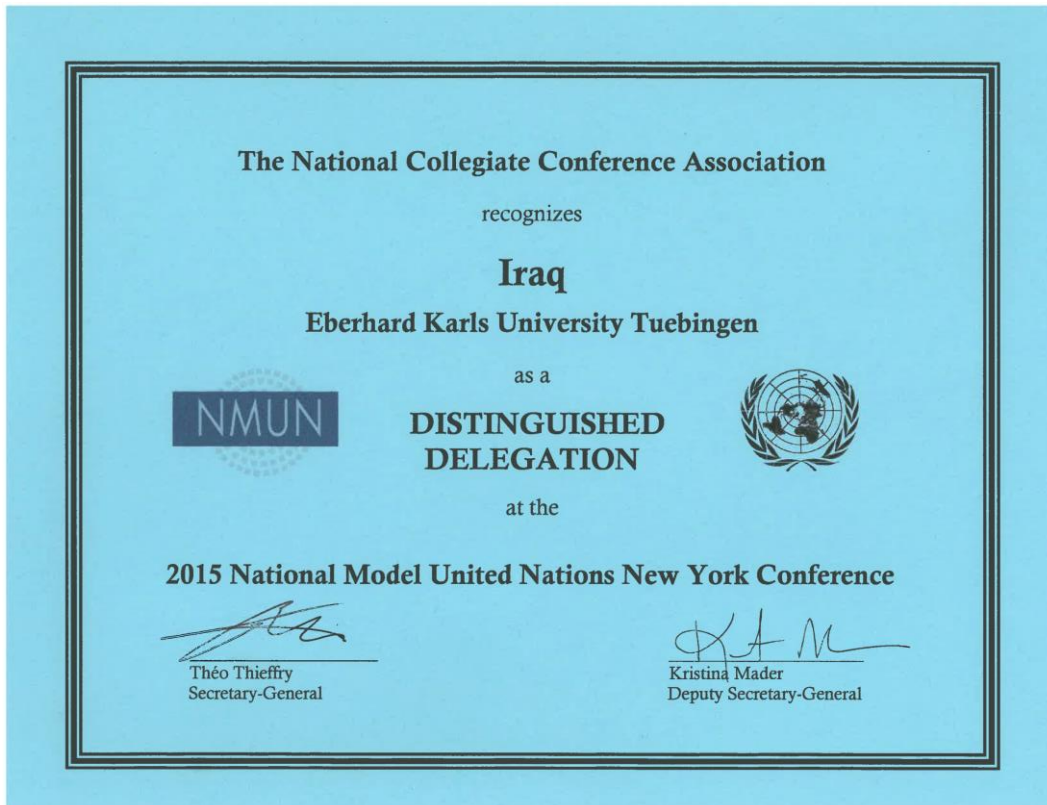 The National Collegiate Conference Association
recognizes
Iraq
Eberhard Karls University Tuebingen
as a
NMUN
DISTINGUISHED
DELEGATION
at the
2015 National Model United Nations New York Conference
Théo Thieffry
Secretary-General
Kristina Mader
Deputy Secretary-General